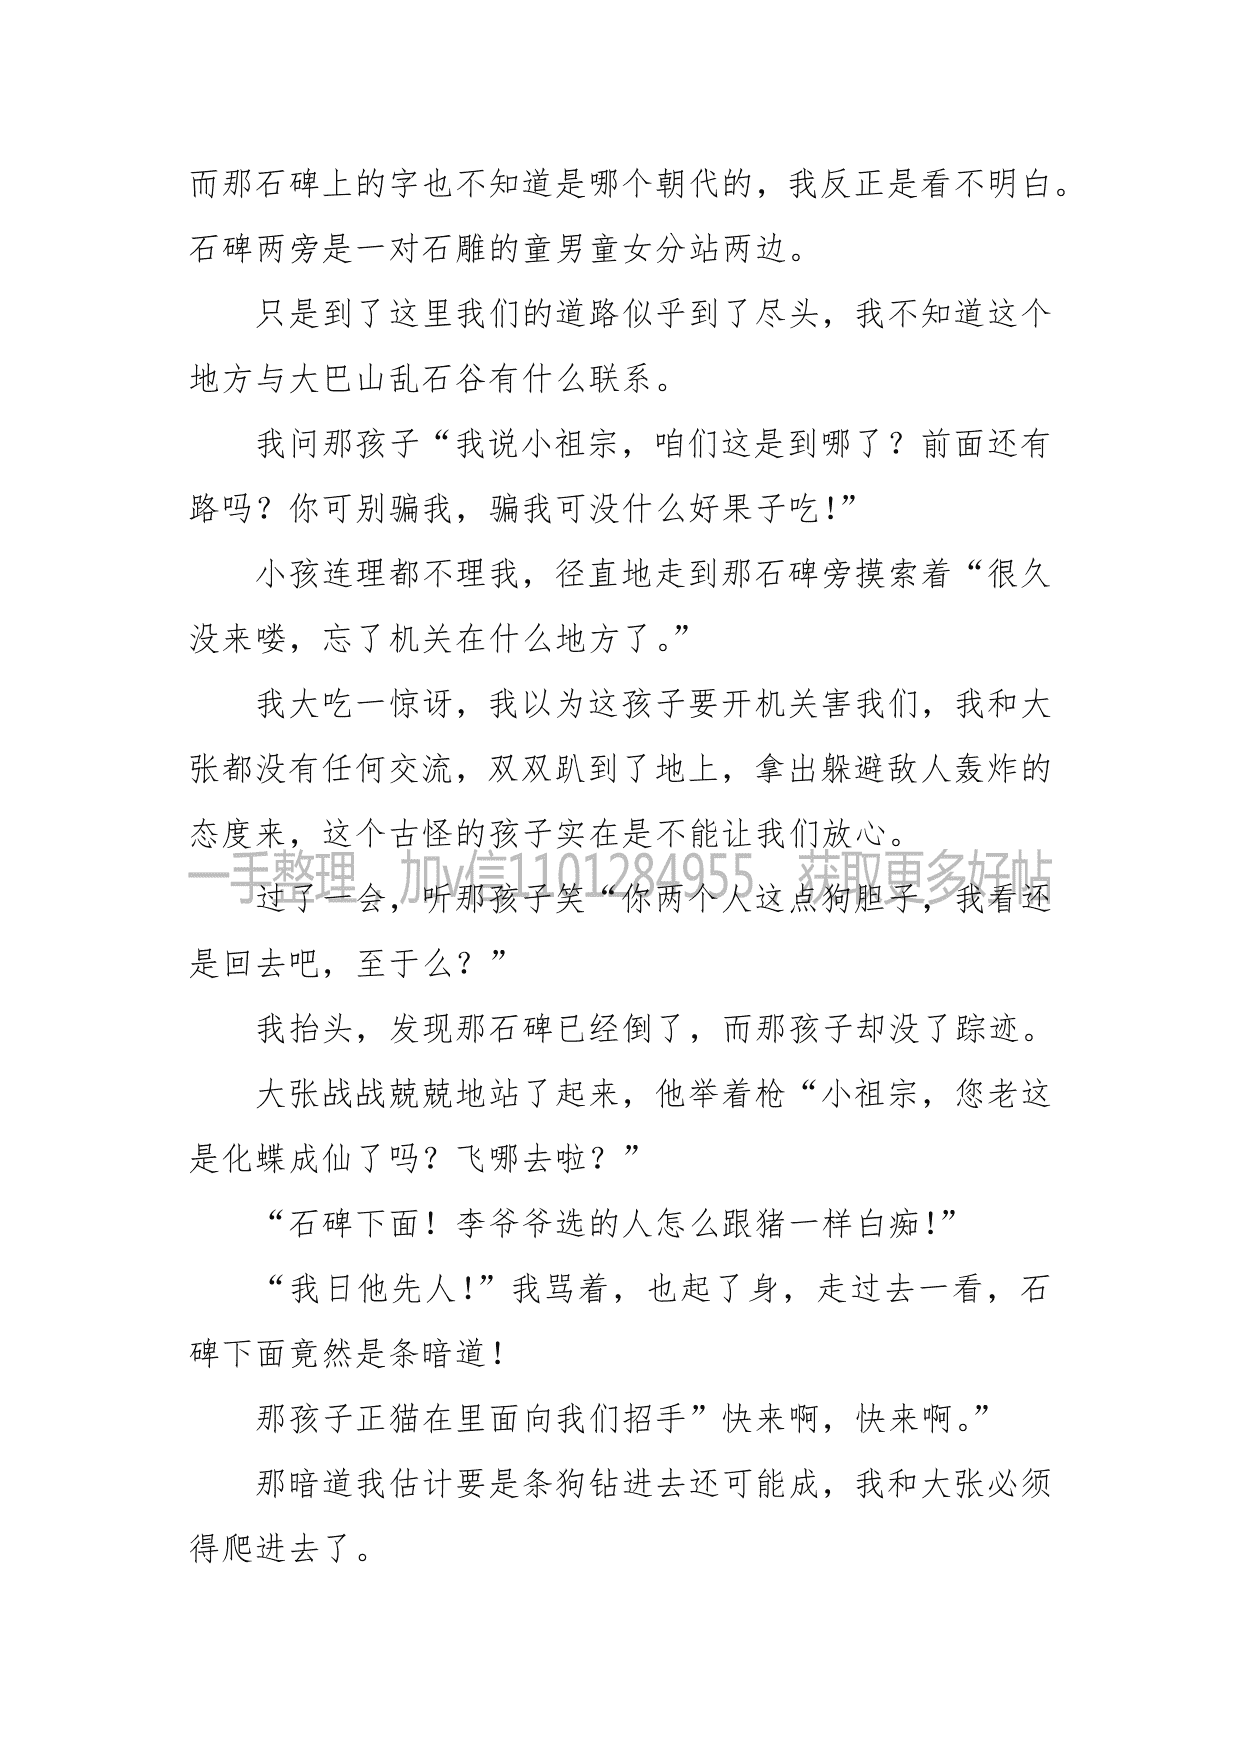 而那石碑上的字也不知道是哪个朝代的，我反正是看不明白。
石碑两旁是一对石雕的童男童女分站两边。
只是到了这里我们的道路似乎到了尽头，我不知道这个
地方与大巴山乱石谷有什么联系。
我问那孩子“我说小祖宗，咱们这是到哪了？前面还有
路吗？你可别骗我，骗我可没什么好果子吃！”
小孩连理都不理我，径直地走到那石碑旁摸索着“很久
没来喽，忘了机关在什么地方了。”
我大吃一惊讶，我以为这孩子要开机关害我们，我和大
张都没有任何交流，双双趴到了地上，拿出躲避敌人轰炸的
态度来，这个古怪的孩子实在是不能让我们放心。
一手整理，加v信1101284955，获取更多好帖
过了一会，听那孩子笑“你两个人这点狗胆子，我看还
是回去吧，至于么？”
我抬头，发现那石碑已经倒了，而那孩子却没了踪迹。
大张战战兢兢地站了起来，他举着枪“小祖宗，您老这
是化蝶成仙了吗？飞哪去啦？”
“石碑下面！李爷爷选的人怎么跟猪一样白痴！”
“我日他先人！”我骂着，也起了身，走过去一看，石
碑下面竟然是条暗道！
那孩子正猫在里面向我们招手”快来啊，快来啊。”
那暗道我估计要是条狗钻进去还可能成，我和大张必须
得爬进去了。